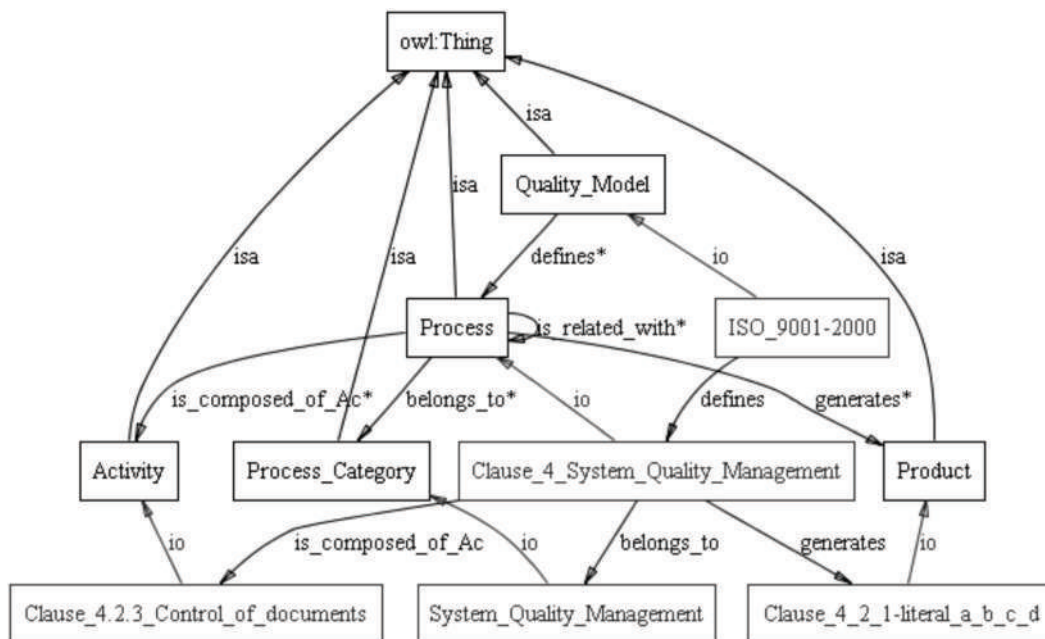 owl:Thing
isa
Quality_Model
isa
isa
isa
isa
defines*
io
Process
is_related_with*
ISO_9001-2000
is_composed_of_Ac*
belongs_to*
io
defines
generates*
Activity
Process_Category
Clause_4_System_Quality_Management
Product
io
is_composed_of_Ac
io
belongs_to
generates
io
Clause_4.2.3_Control_of_documents
System_Quality_Management
Clause_4_2_1-literal_a_b_c_d